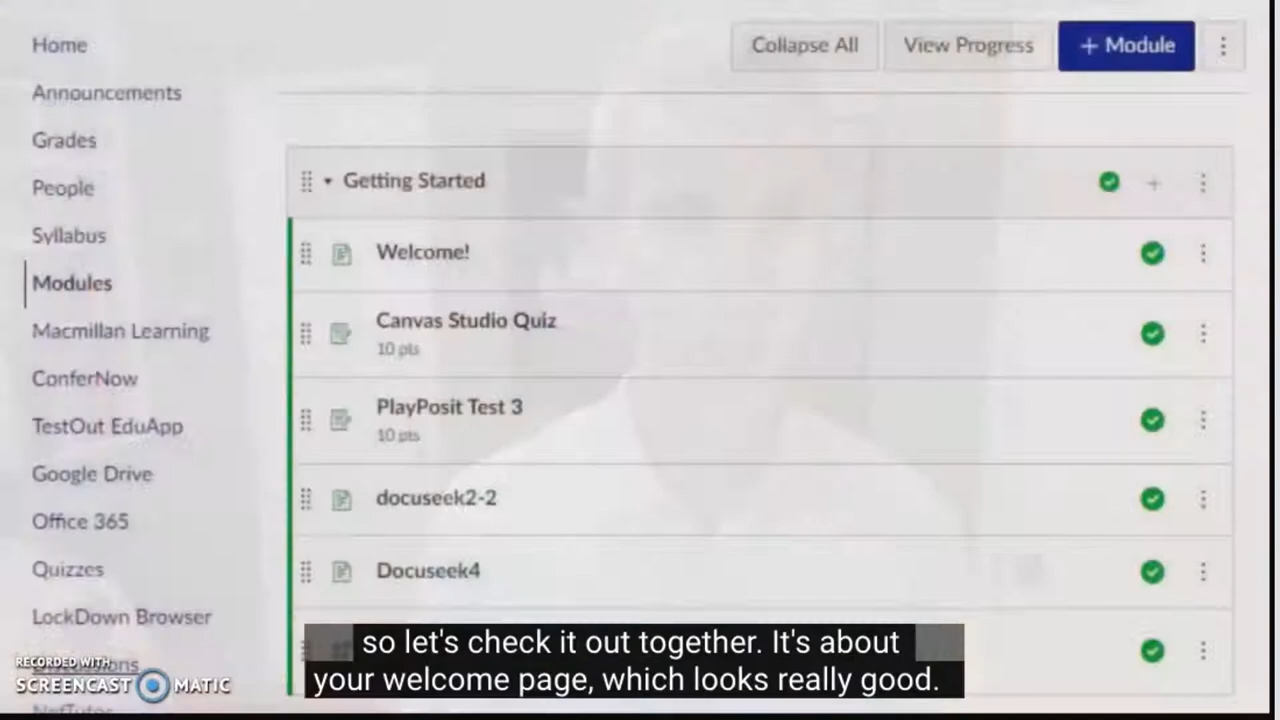 Home
Announcements
Grades
People
Syllabus
Modules
Macmillan Learning
ConferNow
TestOut EduApp
Google Drive
Office 365
Quizzes
LockDown Browser
Collapse All
View Progress
+ Module
Getting Started
Welcome!
Canvas Studio Quiz
10 pts
PlayPosit Test 3
10 pts
docuseek2-2
Docuseek4
so let's check it out together. It's about
your welcome page, which looks really good.
RECORDED WITH
SCREENCAST MATIC